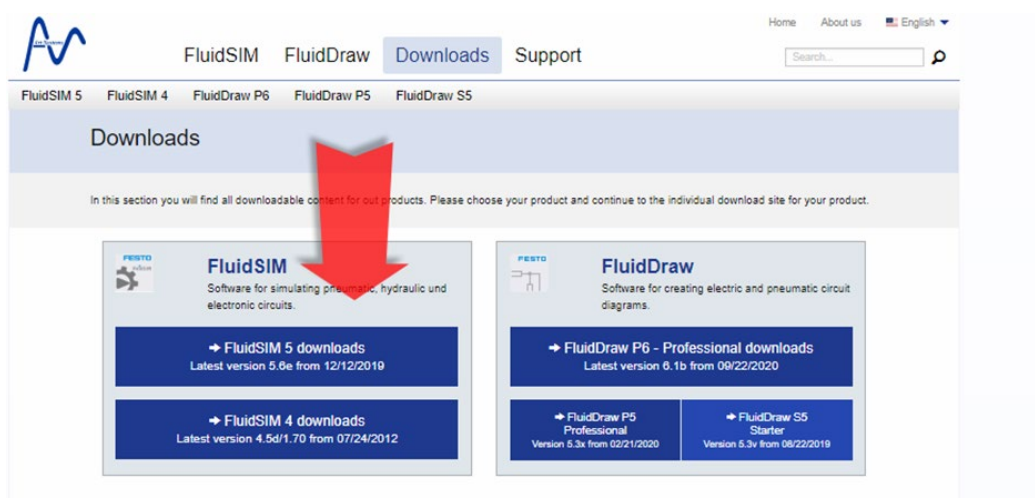 Home About us English
FluidSIM FluidDraw Downloads Support
Search...
FluidSIM 5 FluidSIM 4 FluidDraw P6 FluidDraw P5 FluidDraw S5
Downloads
In this section you will find all downloadable content for out products. Please choose your product and continue to the individual download site for your product.
FESTO
FluidSIM
Software for simulating pneumatic, hydraulic und
electronic circuits.
➔ FluidSIM 5 downloads
Latest version 5.6e from 12/12/2019
➔ FluidSIM 4 downloads
Latest version 4.5d/1.70 from 07/24/2012
FESTO
FluidDraw
Software for creating electric and pneumatic circuit
diagrams.
➔ FluidDraw P6 - Professional downloads
Latest version 6.1b from 09/22/2020
➔ FluidDraw P5
Professional
Version 5.3x from 02/21/2020
➔ FluidDraw S5
Starter
Version 5.3v from 08/22/2019